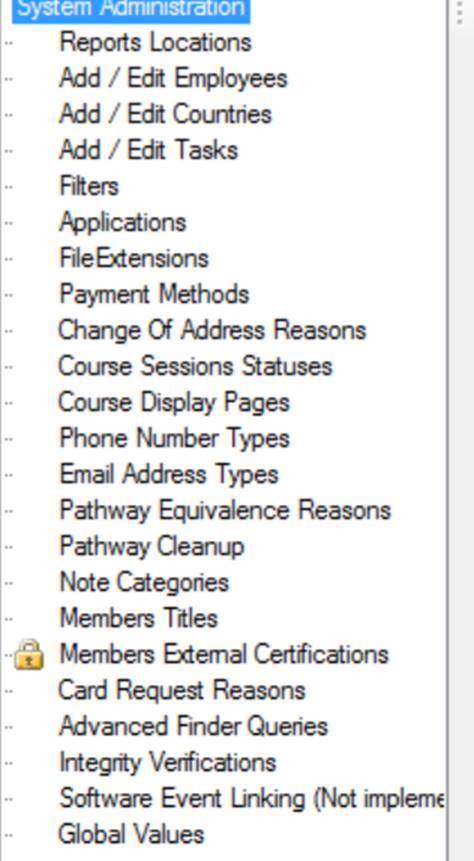 System Administration
Reports Locations
Add / Edit Employees
Add / Edit Countries
Add / Edit Tasks
Filters
Applications
FileExtensions
Payment Methods
Change Of Address Reasons
Course Sessions Statuses
Course Display Pages
Phone Number Types
Email Address Types
Pathway Equivalence Reasons
Pathway Cleanup
Note Categories
Members Titles
Members External Certifications
Card Request Reasons
Advanced Finder Queries
Integrity Verifications
Software Event Linking (Not impleme
Global Values